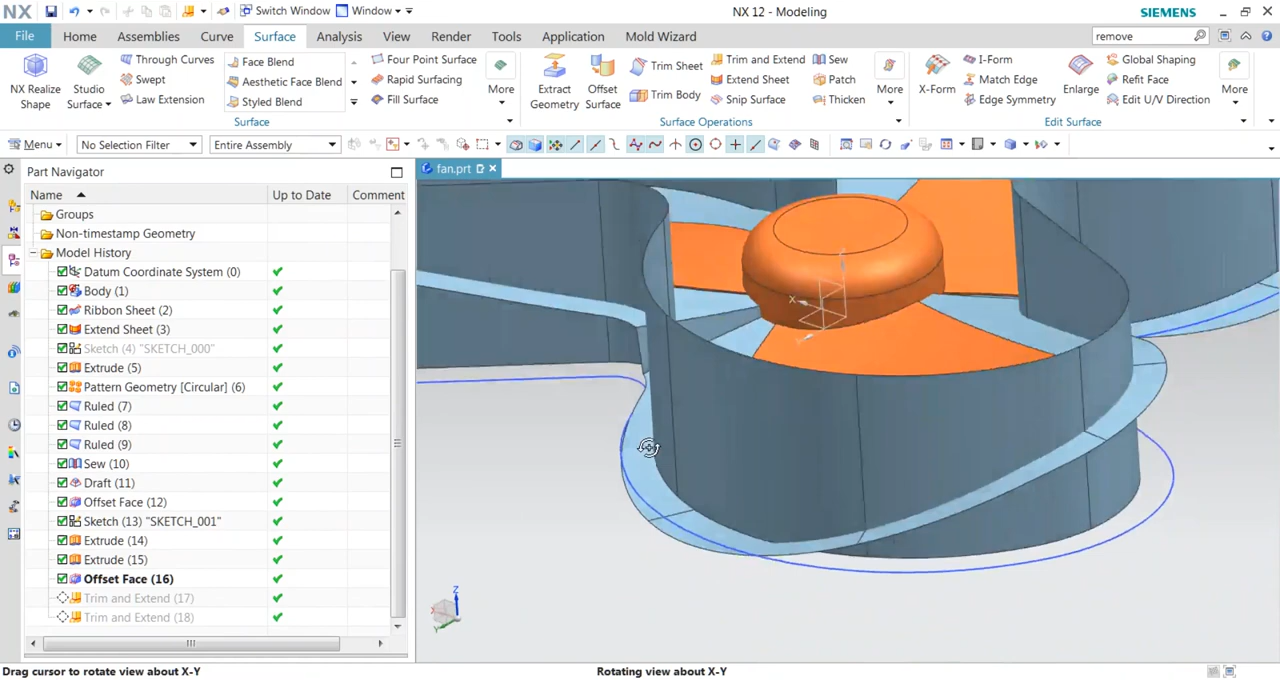 NX Switch Window Window NX 12 - Modeling SIEMENS
File Home Assemblies Curve Surface Analysis View Render Tools Application Mold Wizard remove
NX Realize Shape Studio Surface Through Curves Swept Law Extension Face Blend Aesthetic Face Blend Styled Blend Four Point Surface Rapid Surfacing Fill Surface More
Surface
Extract Geometry Offset Surface Trim Sheet Trim Body Trim and Extend Extend Sheet Snip Surface Sew Patch Thicken More
Surface Operations
X-Form I-Form Match Edge Edge Symmetry Enlarge Global Shaping Refit Face Edit U/V Direction More
Edit Surface
Menu No Selection Filter Entire Assembly
Part Navigator
fan.prt
Name Up to Date Comment
Groups
Non-timestamp Geometry
Model History
Datum Coordinate System (0)
Body (1)
Ribbon Sheet (2)
Extend Sheet (3)
Sketch (4) "SKETCH_000"
Extrude (5)
Pattern Geometry [Circular] (6)
Ruled (7)
Ruled (8)
Ruled (9)
Sew (10)
Draft (11)
Offset Face (12)
Sketch (13) "SKETCH_001"
Extrude (14)
Extrude (15)
Offset Face (16)
Trim and Extend (17)
Trim and Extend (18)
X
Z
Drag cursor to rotate view about X-Y Rotating view about X-Y